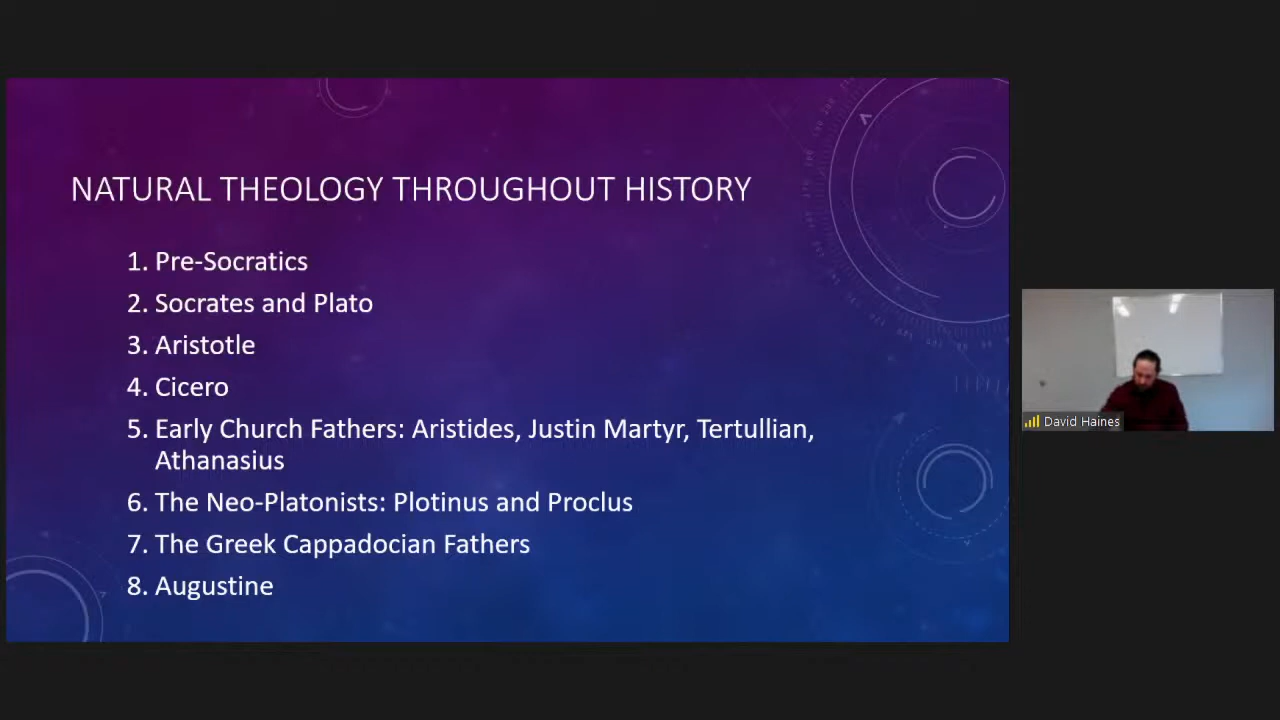 NATURAL THEOLOGY THROUGHOUT HISTORY
1. Pre-Socratics
2. Socrates and Plato
3. Aristotle
4. Cicero
5. Early Church Fathers: Aristides, Justin Martyr, Tertullian,
Athanasius
6. The Neo-Platonists: Plotinus and Proclus
7. The Greek Cappadocian Fathers
8. Augustine
David Haines